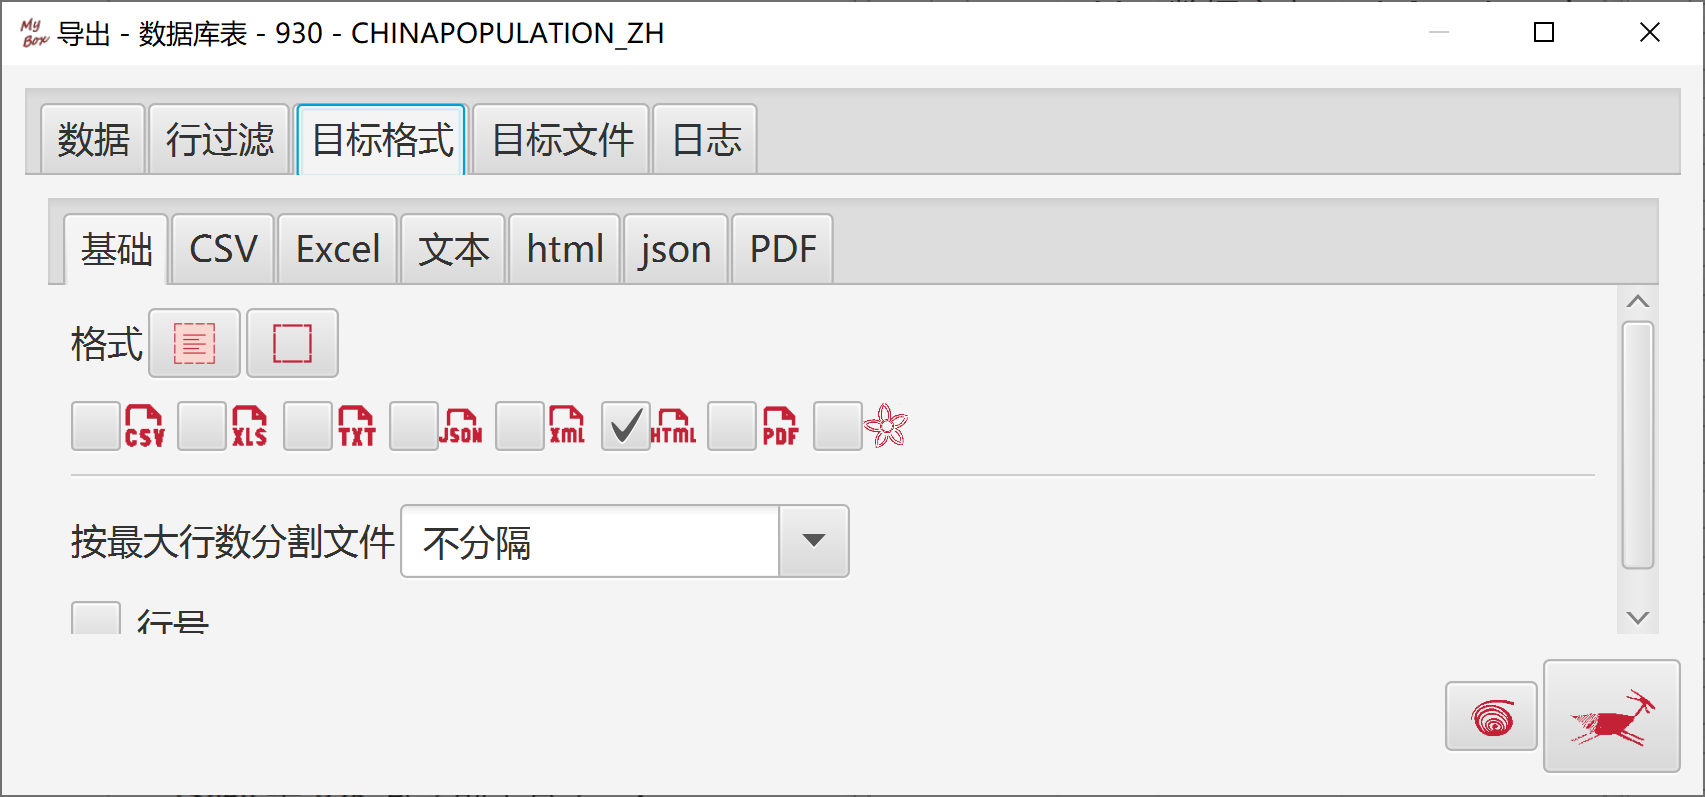 My Box 导出 - 数据库表 - 930 - CHINAPOPULATION_ZH
数据 行过滤 目标格式 目标文件 日志
基础 CSV Excel 文本 html json PDF
格式
CSV XLS TXT JSON XML HTML PDF
按最大行数分割文件 不分隔
行号